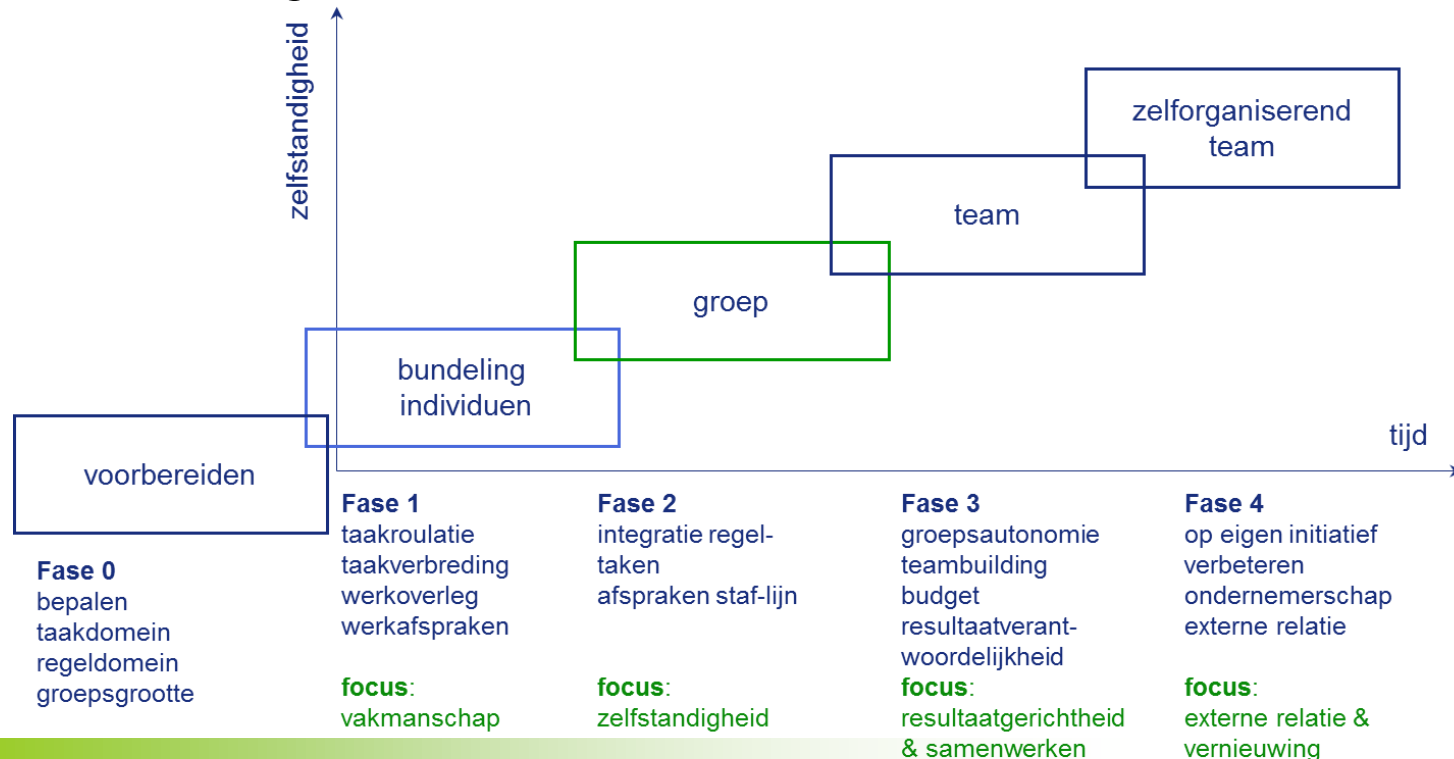 zelfstandigheid
zelforganiserend
team
team
groep
bundeling
individuen
voorbereiden
tijd
Fase 0
bepalen
taakdomein
regeldomein
groepsgrootte
Fase 1
taakroulatie
taakverbreding
werkoverleg
werkafspraken
focus:
vakmanschap
Fase 2
integratie regel-
taken
afspraken staf-lijn
focus:
zelfstandigheid
Fase 3
groepsautonomie
teambuilding
budget
resultaatverant-
woordelijkheid
focus:
resultaatgerichtheid
& samenwerken
Fase 4
op eigen initiatief
verbeteren
ondernemerschap
externe relatie
focus:
externe relatie &
vernieuwing